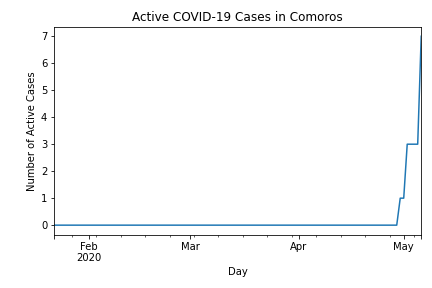 Active COVID-19 Cases in Comoros
7
6
5
4
3
2
1
0
Number of Active Cases
Feb
2020
Mar
Apr
May
Day